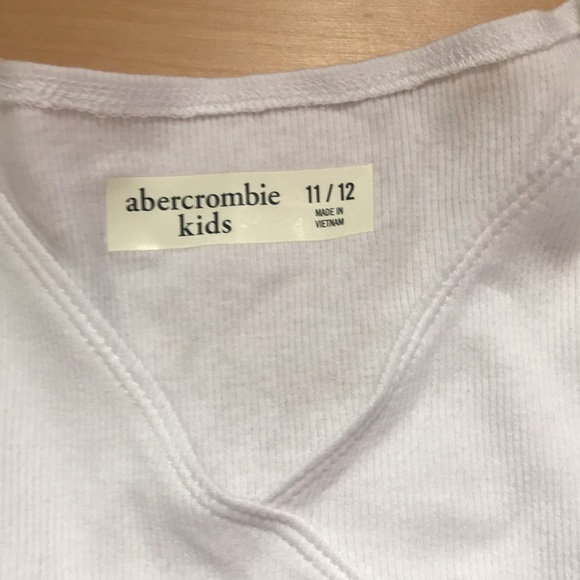 abercrombie
kids
11 / 12
MADE IN
VIETNAM